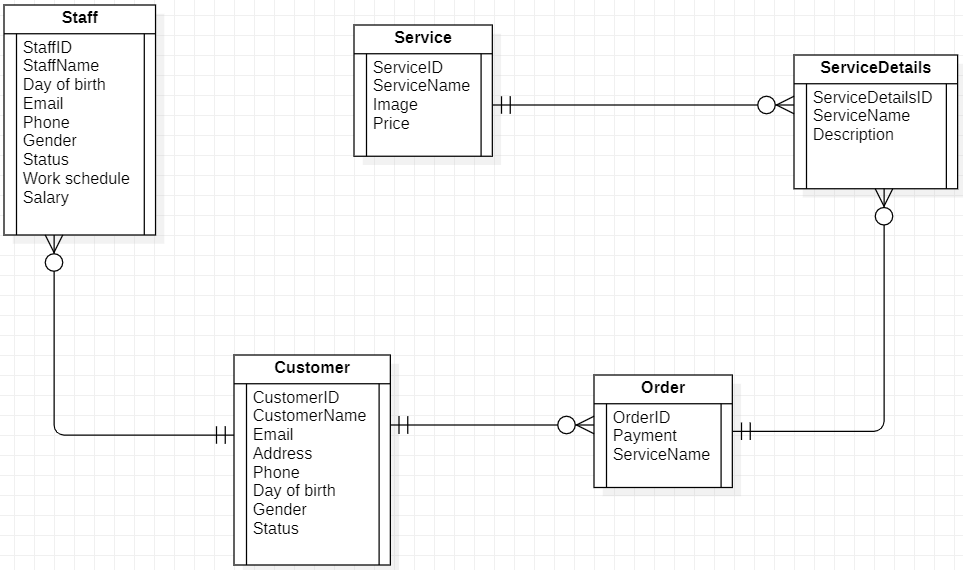 Staff
StaffID
StaffName
Day of birth
Email
Phone
Gender
Status
Work schedule
Salary
Service
ServiceID
ServiceName
Image
Price
ServiceDetails
ServiceDetailsID
ServiceName
Description
Customer
CustomerID
CustomerName
Email
Address
Phone
Day of birth
Gender
Status
Order
OrderID
Payment
ServiceName